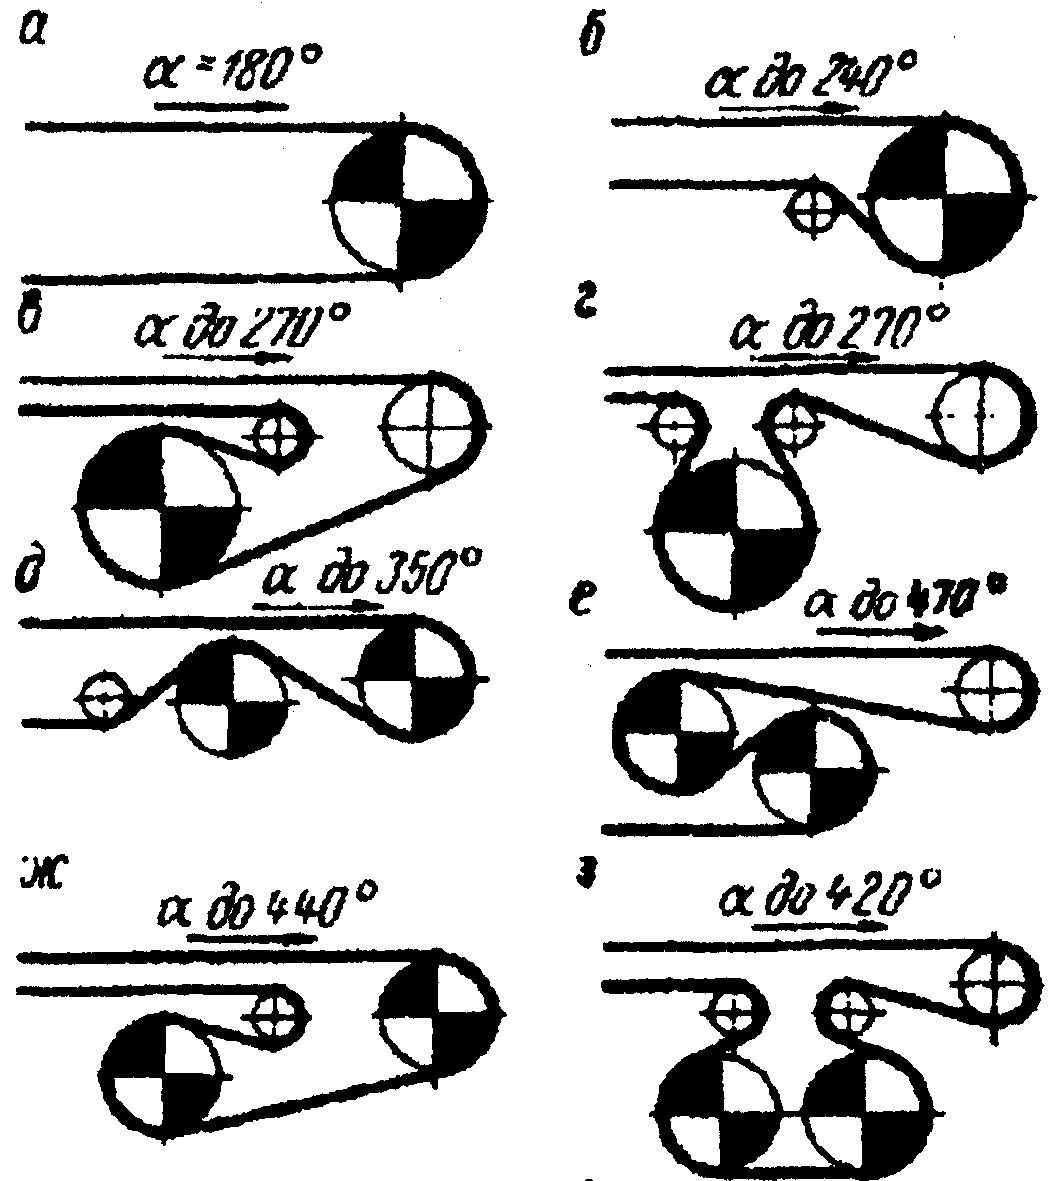 а
α = 180°
б
α до 240°
в
α до 270°
г
α до 270°
д
α до 350°
е
α до 470°
ж
α до 440°
з
α до 420°